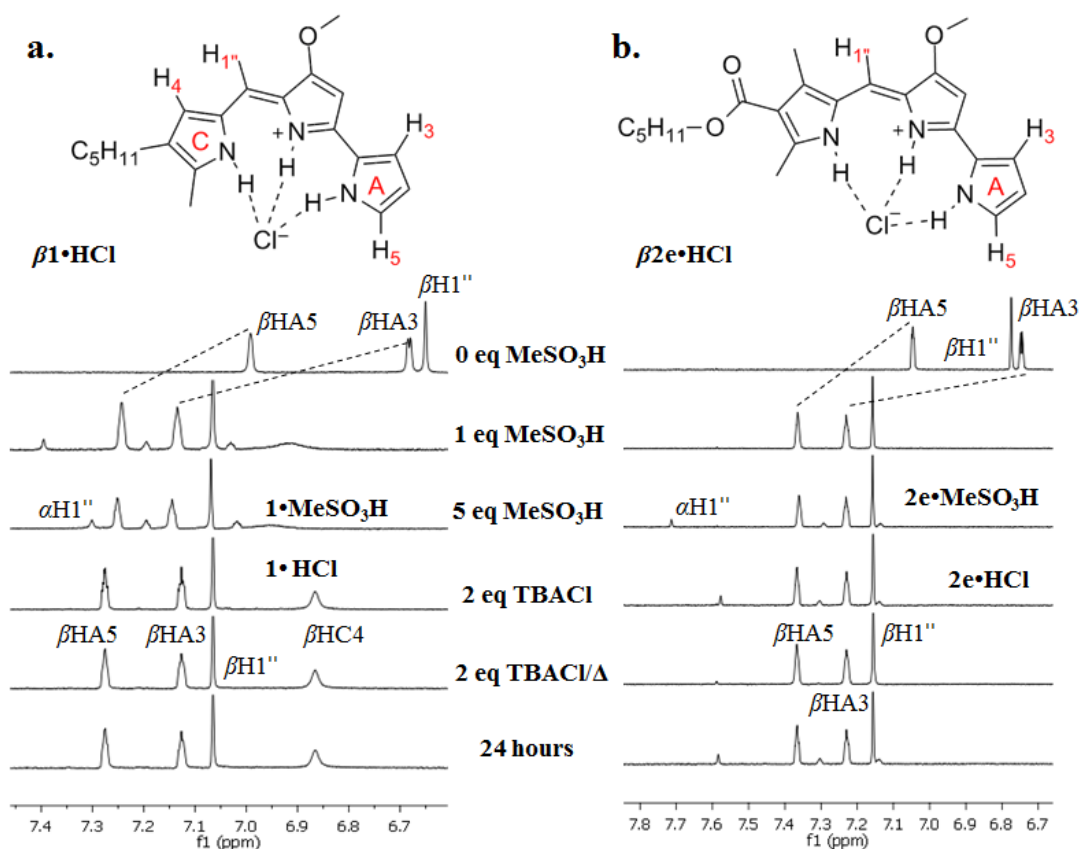 a.
H4
H1''
O
C
N
+
N
H
H3
C5H11
H
H
N
A
Cl−
H5
β1•HCl
b.
O
H1''
O
C5H11−O
N
+
N
H3
H
H
N
A
Cl−
H
H5
β2e•HCl
βH1''
βHA5
βHA3
0 eq MeSO3H
βHA5
βH1''
βHA3
1 eq MeSO3H
αH1''
1•MeSO3H
5 eq MeSO3H
αH1''
2e•MeSO3H
1•HCl
2 eq TBACl
2e•HCl
βHA5
βHA3
βH1''
βHC4
2 eq TBACl/Δ
βHA5
βH1''
24 hours
βHA3
7.4 7.3 7.2 7.1 7.0 6.9 6.8 6.7
f1 (ppm)
7.8 7.7 7.6 7.5 7.4 7.3 7.2 7.1 7.0 6.9 6.8 6.7
f1 (ppm)